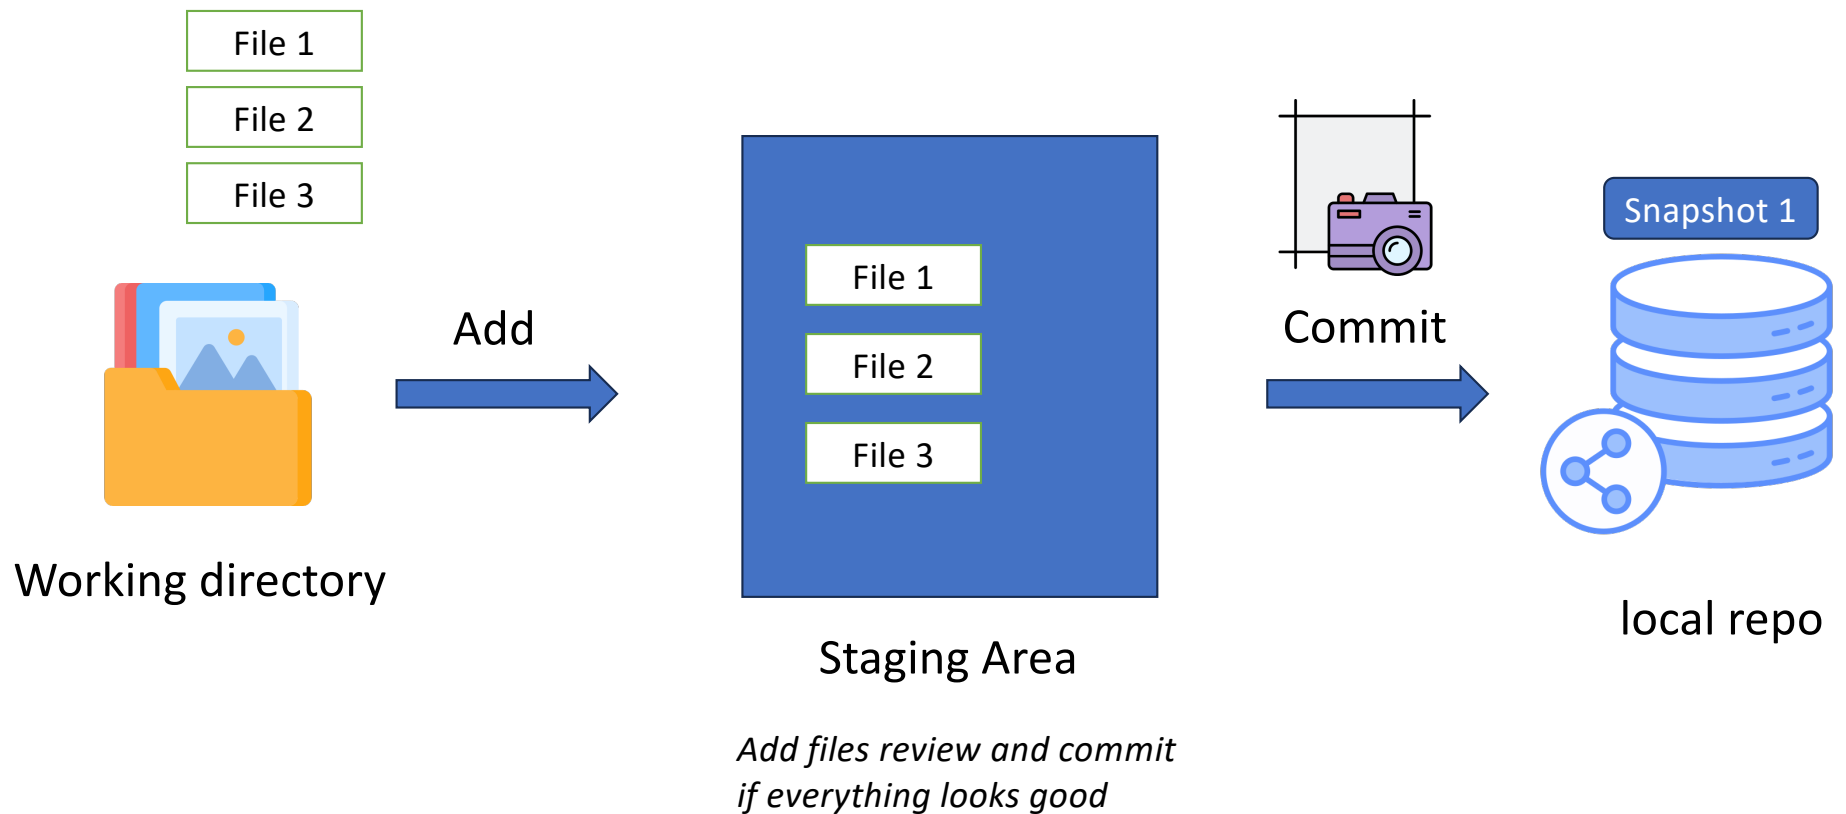 File 1
File 2
File 3
Working directory
Add
File 1
File 2
File 3
Staging Area
Add files review and commit
if everything looks good
Commit
Snapshot 1
local repo